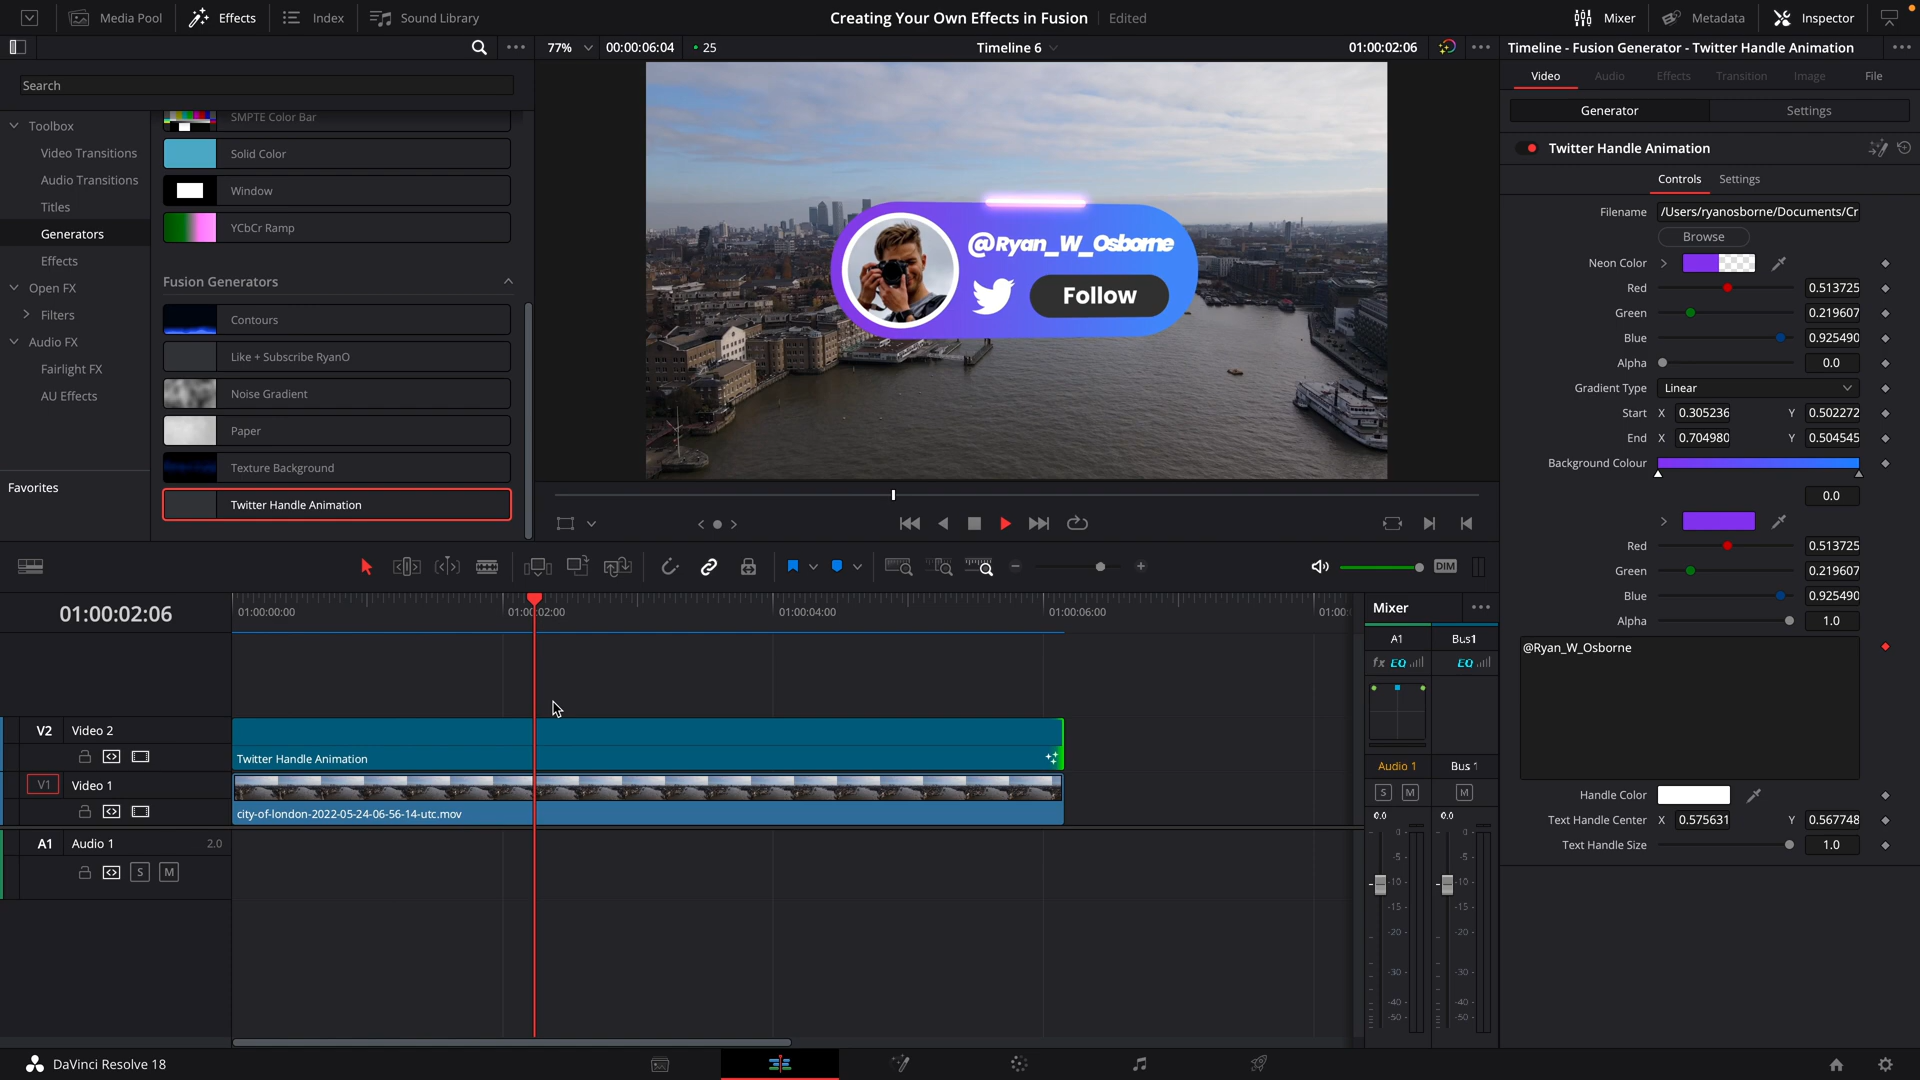 Media Pool
Effects
Index
Sound Library
Creating Your Own Effects in Fusion
Edited
Mixer
Metadata
Inspector
77%
00:00:06:04
25
Timeline 6
01:00:02:06
Timeline - Fusion Generator - Twitter Handle Animation
Search
Video
Audio
Effects
Transition
Image
File
Generator
Settings
Toolbox
Video Transitions
Audio Transitions
Titles
Generators
Effects
Open FX
Filters
Audio FX
Fairlight FX
AU Effects
Favorites
SMPTE Color Bar
Solid Color
Window
YCbCr Ramp
Fusion Generators
Contours
Like + Subscribe RyanO
Noise Gradient
Paper
Texture Background
Twitter Handle Animation
@Ryan_W_Osborne
Follow
Twitter Handle Animation
Controls
Settings
Filename /Users/ryanosborne/Documents/Cr
Browse
Neon Color
Red 0.513725
Green 0.219607
Blue 0.925490
Alpha 0.0
Gradient Type Linear
Start X 0.305236 Y 0.502272
End X 0.704980 Y 0.504545
Background Colour
0.0
Red 0.513725
Green 0.219607
Blue 0.925490
Alpha 1.0
@Ryan_W_Osborne
Handle Color
Text Handle Center X 0.575631 Y 0.567748
Text Handle Size 1.0
DIM
01:00:02:06
01:00:00:00
01:00:02:00
01:00:04:00
01:00:06:00
01:00:
V2 Video 2
Twitter Handle Animation
V1 Video 1
city-of-london-2022-05-24-06-56-14-utc.mov
A1 Audio 1 2.0
S M
Mixer
A1 Bus1
fx EQ EQ
Audio 1 Bus 1
S M M
0.0 0.0
0 0
-5 -5
-10 -10
-15 -15
-20 -20
-30 -30
-40 -40
-50 -50
DaVinci Resolve 18